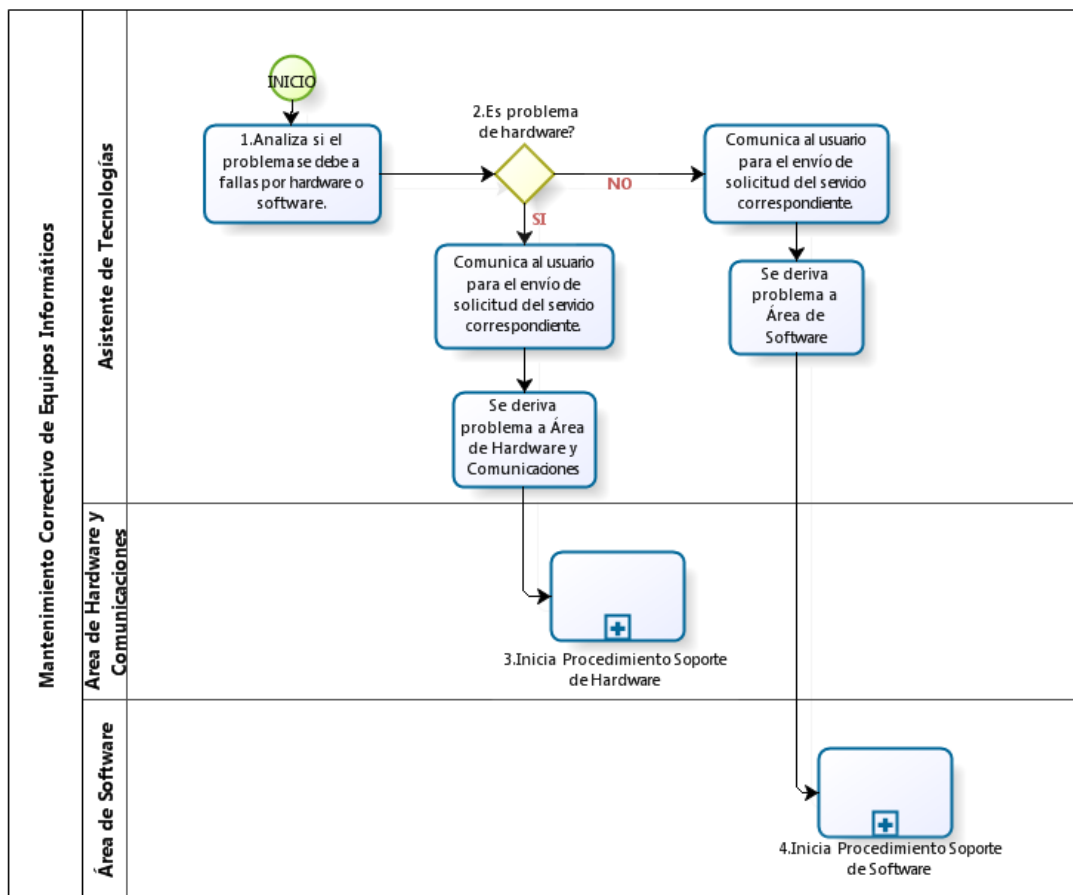 Mantenimiento Correctivo de Equipos Informáticos
Asistente de Tecnologías
INICIO
1.Analiza si el
problema se debe a
fallas por hardware o
software.
2.Es problema
de hardware?
NO
SI
Comunica al usuario
para el envío de
solicitud del servicio
correspondiente.
Se deriva
problema a
Área de
Software
Comunica al usuario
para el envío de
solicitud del servicio
correspondiente.
Se deriva
problema a Área
de Hardware y
Comunicaciones
Area de Hardware y
Comunicaciones
3.Inicia Procedimiento Soporte
de Hardware
Área de Software
4.Inicia Procedimiento Soporte
de Software